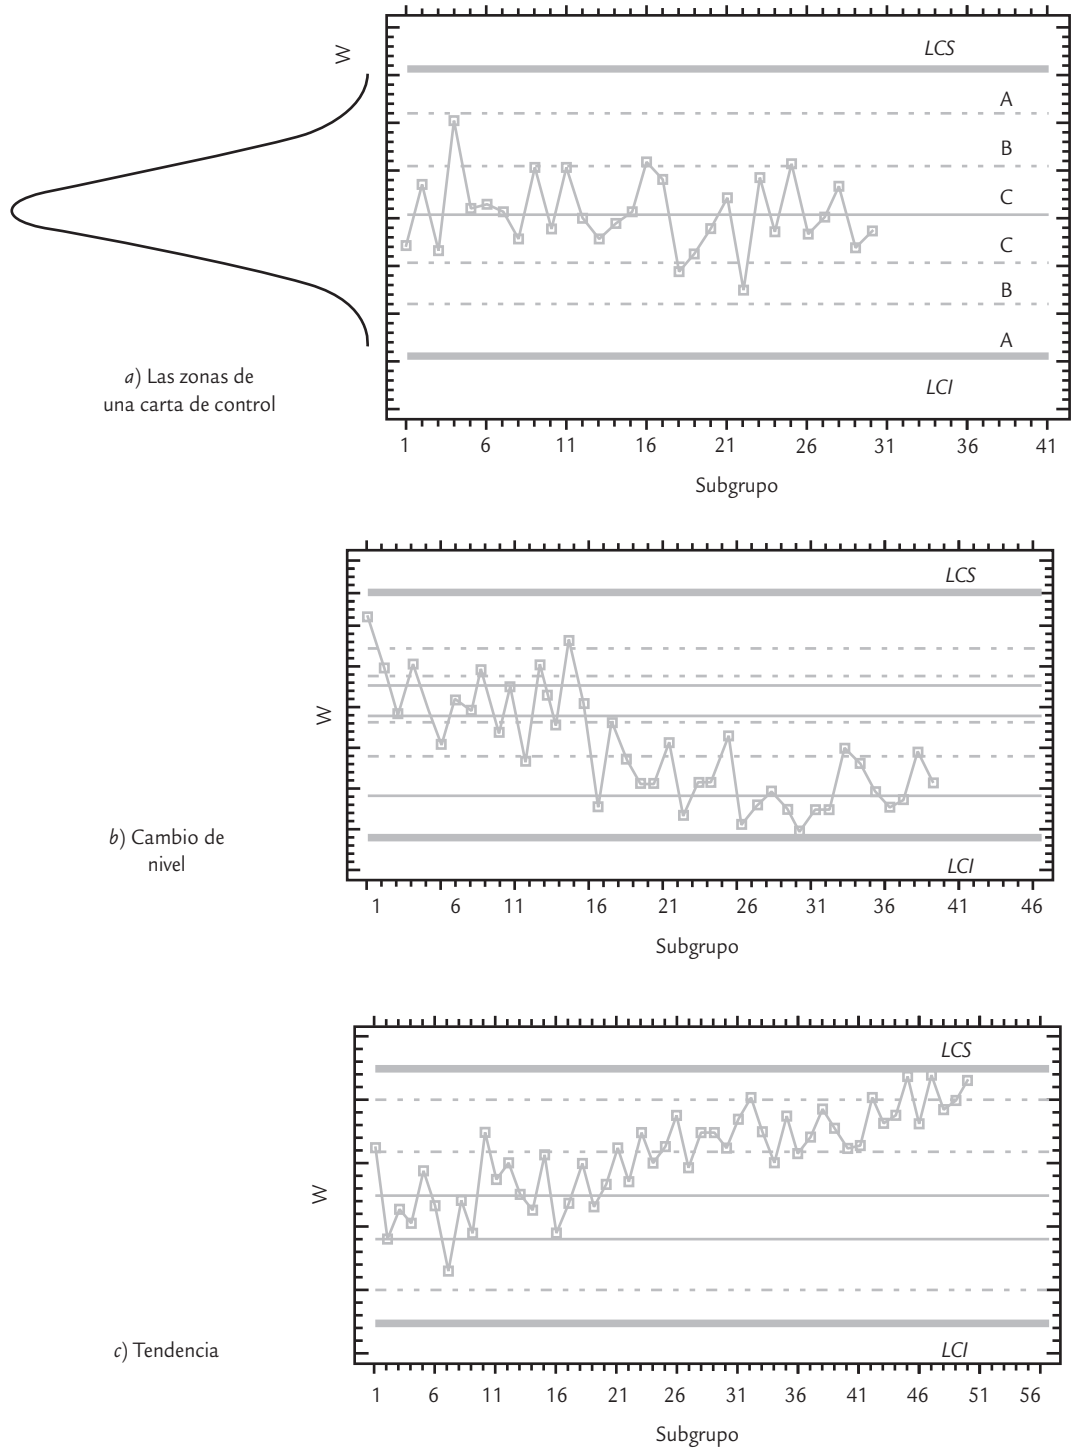 W
LCS
A
B
C
C
B
A
LCI
a) Las zonas de
una carta de control
1 6 11 16 21 26 31 36 41
Subgrupo
LCS
W
b) Cambio de
nivel
LCI
1 6 11 16 21 26 31 36 41 46
Subgrupo
LCS
W
c) Tendencia
LCI
1 6 11 16 21 26 31 36 41 46 51 56
Subgrupo